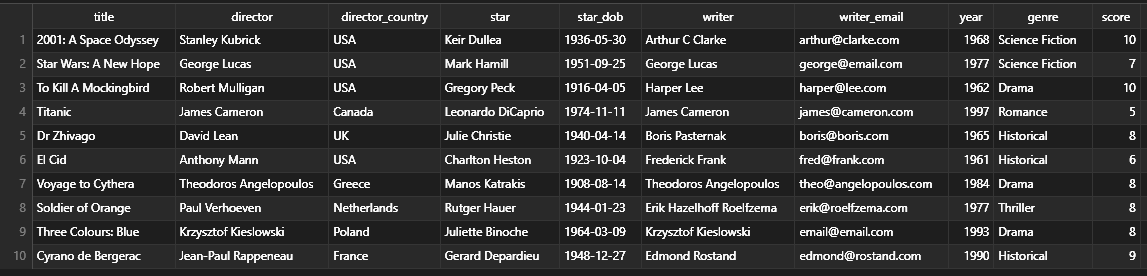 title director director_country star star_dob writer writer_email year genre score
1 2001: A Space Odyssey Stanley Kubrick USA Keir Dullea 1936-05-30 Arthur C Clarke arthur@clarke.com 1968 Science Fiction 10
2 Star Wars: A New Hope George Lucas USA Mark Hamill 1951-09-25 George Lucas george@email.com 1977 Science Fiction 7
3 To Kill A Mockingbird Robert Mulligan USA Gregory Peck 1916-04-05 Harper Lee harper@lee.com 1962 Drama 10
4 Titanic James Cameron Canada Leonardo DiCaprio 1974-11-11 James Cameron james@cameron.com 1997 Romance 5
5 Dr Zhivago David Lean UK Julie Christie 1940-04-14 Boris Pasternak boris@boris.com 1965 Historical 8
6 El Cid Anthony Mann USA Charlton Heston 1923-10-04 Frederick Frank fred@frank.com 1961 Historical 6
7 Voyage to Cythera Theodoros Angelopoulos Greece Manos Katrakis 1908-08-14 Theodoros Angelopoulos theo@angelopoulos.com 1984 Drama 8
8 Soldier of Orange Paul Verhoeven Netherlands Rutger Hauer 1944-01-23 Erik Hazelhoff Roelfzema erik@roelfzema.com 1977 Thriller 8
9 Three Colours: Blue Krzysztof Kieslowski Poland Juliette Binoche 1964-03-09 Krzysztof Kieslowski email@email.com 1993 Drama 8
10 Cyrano de Bergerac Jean-Paul Rappeneau France Gerard Depardieu 1948-12-27 Edmond Rostand edmond@rostand.com 1990 Historical 9